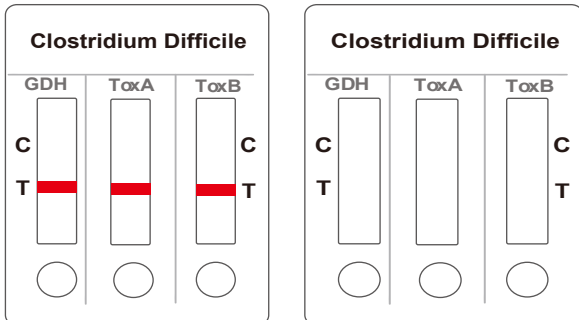 Clostridium Difficile
GDH ToxA ToxB
C C
T T
Clostridium Difficile
GDH ToxA ToxB
C C
T T